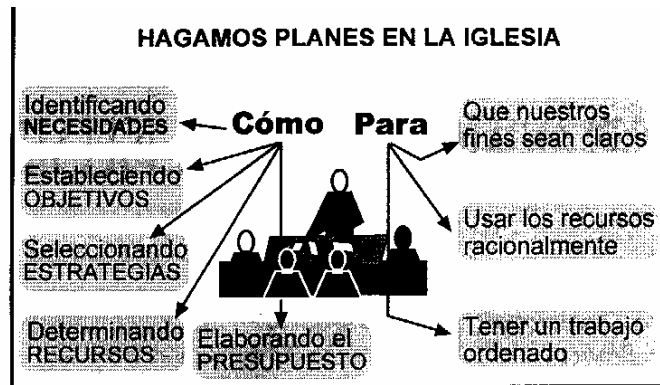 HAGAMOS PLANES EN LA IGLESIA
Cómo
Identificando
NECESIDADES
Estableciendo
OBJETIVOS
Seleccionando
ESTRATEGIAS
Determinando
RECURSOS
Elaborando el
PRESUPUESTO
Para
Que nuestros
fines sean claros
Usar los recursos
racionalmente
Tener un trabajo
ordenado